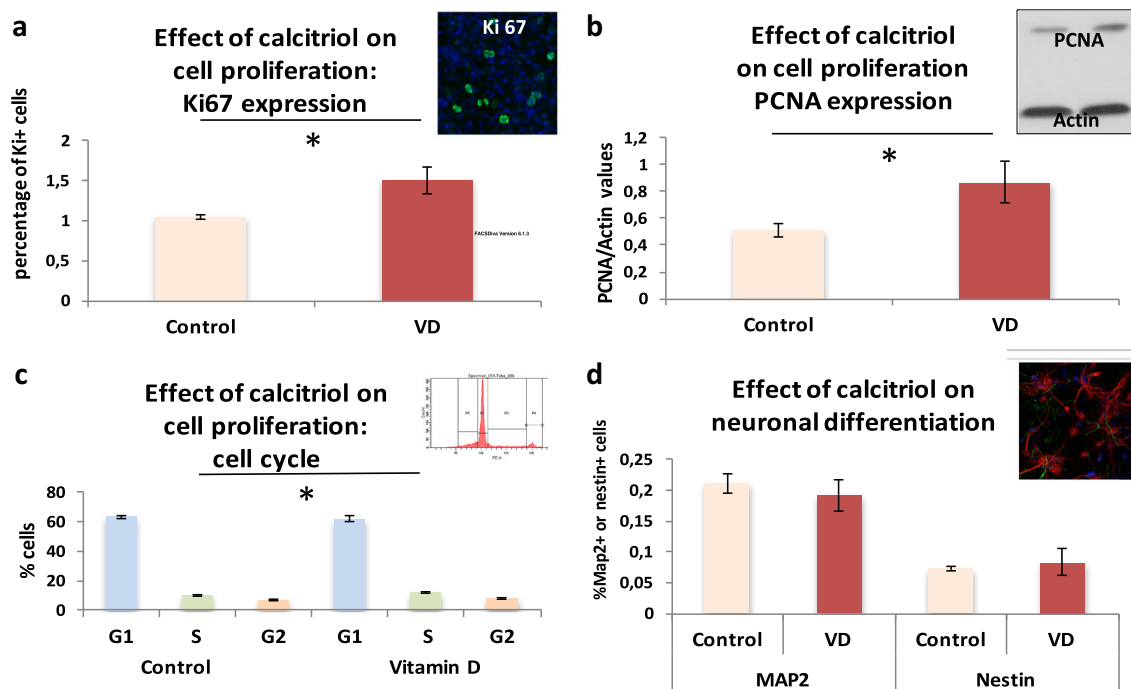 a
Effect of calcitriol on
cell proliferation:
Ki67 expression
Ki 67
*
percentage of Ki+ cells
2
1,5
1
0,5
0
FACSDiva Version 6.1.3
Control VD
b
Effect of calcitriol
on cell proliferation
PCNA expression
PCNA
Actin
*
PCNA/Actin values
1,2
1
0,8
0,6
0,4
0,2
0
Control VD
c
Effect of calcitriol on
cell proliferation:
cell cycle
Count
PE-A
*
% cells
80
60
40
20
0
G1 S G2 G1 S G2
Control Vitamin D
d
Effect of calcitriol on
neuronal differentiation
%Map2+ or nestin+ cells
0,25
0,2
0,15
0,1
0,05
0
Control VD Control VD
MAP2 Nestin